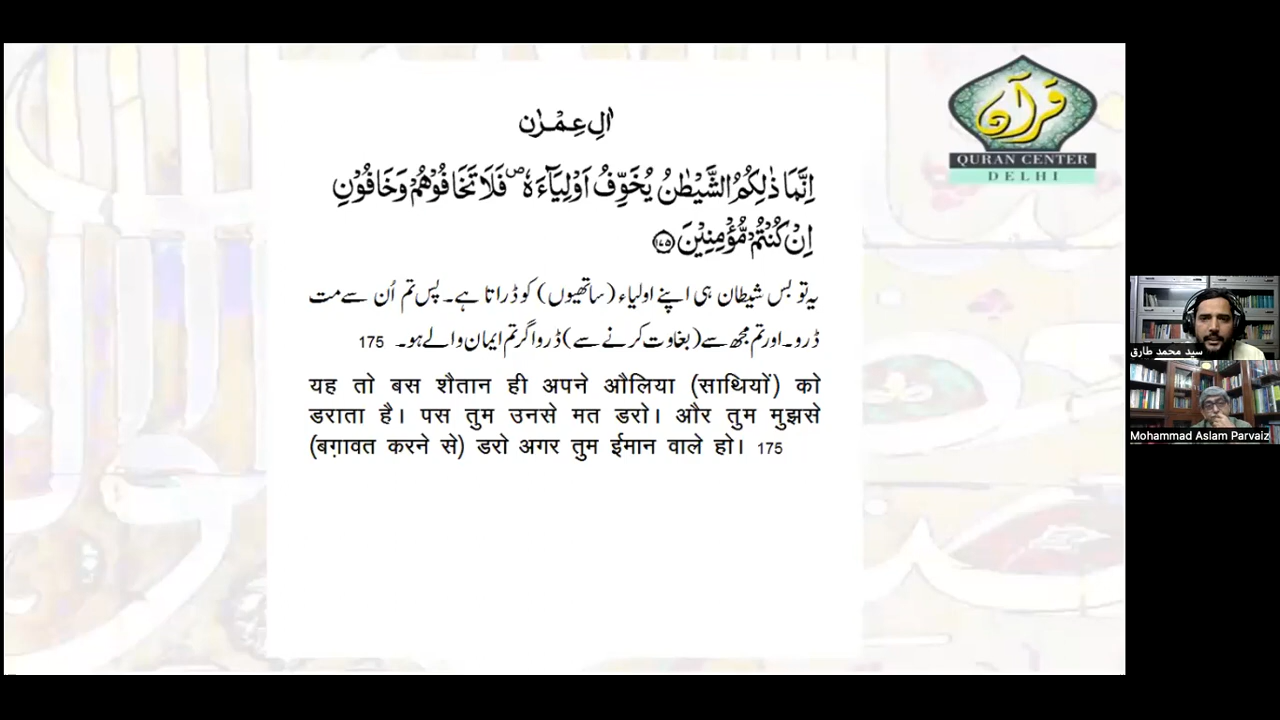 اٰلِ عِمْرٰن
اِنَّمَا ذٰلِكُمُ الشَّيْطٰنُ يُخَوِّفُ اَوْلِيَآءَهٗ ۖ فَلَا تَخَافُوْهُمْ وَخَافُوْنِ
اِنْ كُنْتُمْ مُّؤْمِنِيْنَ ﴿١٧٥﴾
یہ تو بس شیطان ہی اپنے اولیاء (ساتھیوں) کو ڈراتا ہے۔ پس تم اُن سے مت
ڈرو۔ اور تم مجھ سے (بغاوت کرنے سے) ڈرو اگر تم ایمان والے ہو۔ 175
यह तो बस शैतान ही अपने औलिया (साथियों) को
डराता है। पस तुम उनसे मत डरो। और तुम मुझसे
(बग़ावत करने से) डरो अगर तुम ईमान वाले हो। 175
قرآن
QURAN CENTER
DELHI
سید محمد طارق
Mohammad Aslam Parvaiz